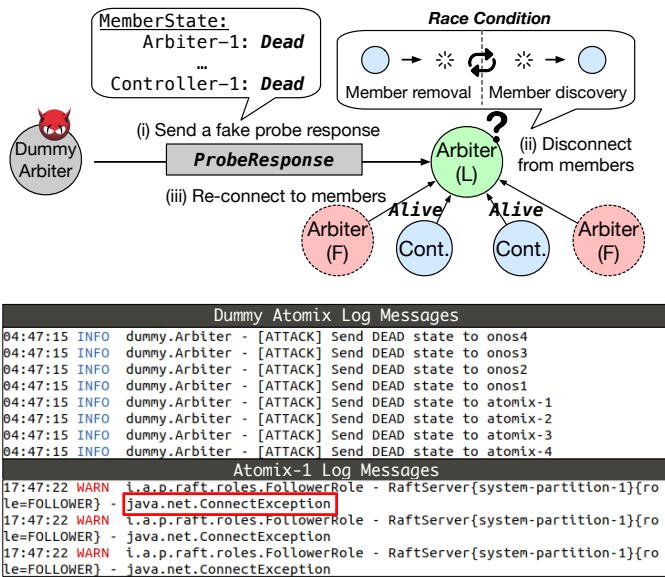 MemberState:
Arbiter-1: Dead
…
Controller-1: Dead
Race Condition
Member removal
Member discovery
(i) Send a fake probe response
Dummy
Arbiter
ProbeResponse
?
Arbiter
(L)
(ii) Disconnect
from members
(iii) Re-connect to members
Alive
Alive
Arbiter
(F)
Cont.
Cont.
Arbiter
(F)
Dummy Atomix Log Messages
04:47:15 INFO dummy.Arbiter - [ATTACK] Send DEAD state to onos4
04:47:15 INFO dummy.Arbiter - [ATTACK] Send DEAD state to onos3
04:47:15 INFO dummy.Arbiter - [ATTACK] Send DEAD state to onos2
04:47:15 INFO dummy.Arbiter - [ATTACK] Send DEAD state to onos1
04:47:15 INFO dummy.Arbiter - [ATTACK] Send DEAD state to atomix-1
04:47:15 INFO dummy.Arbiter - [ATTACK] Send DEAD state to atomix-2
04:47:15 INFO dummy.Arbiter - [ATTACK] Send DEAD state to atomix-3
04:47:15 INFO dummy.Arbiter - [ATTACK] Send DEAD state to atomix-4
Atomix-1 Log Messages
17:47:22 WARN i.a.p.raft.roles.FollowerRole - RaftServer{system-partition-1}{ro
le=FOLLOWER} - java.net.ConnectException
17:47:22 WARN i.a.p.raft.roles.FollowerRole - RaftServer{system-partition-1}{ro
le=FOLLOWER} - java.net.ConnectException
17:47:22 WARN i.a.p.raft.roles.FollowerRole - RaftServer{system-partition-1}{ro
le=FOLLOWER} - java.net.ConnectException